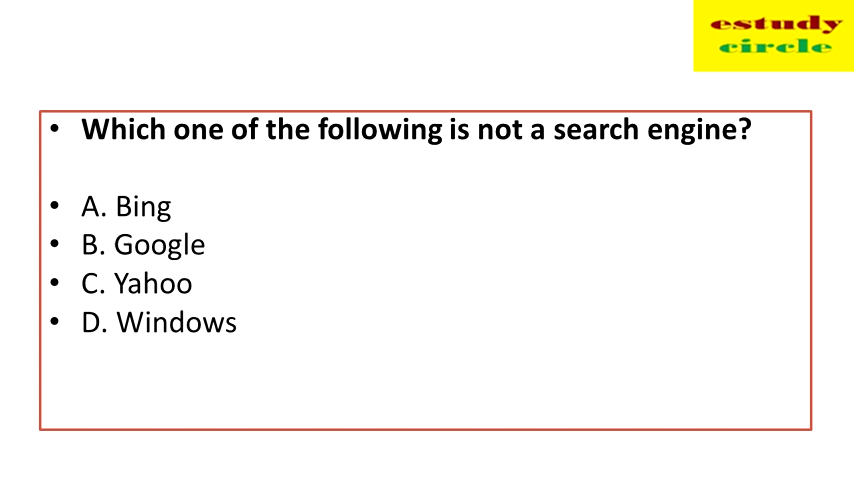 estudy
circle
• Which one of the following is not a search engine?
• A. Bing
• B. Google
• C. Yahoo
• D. Windows